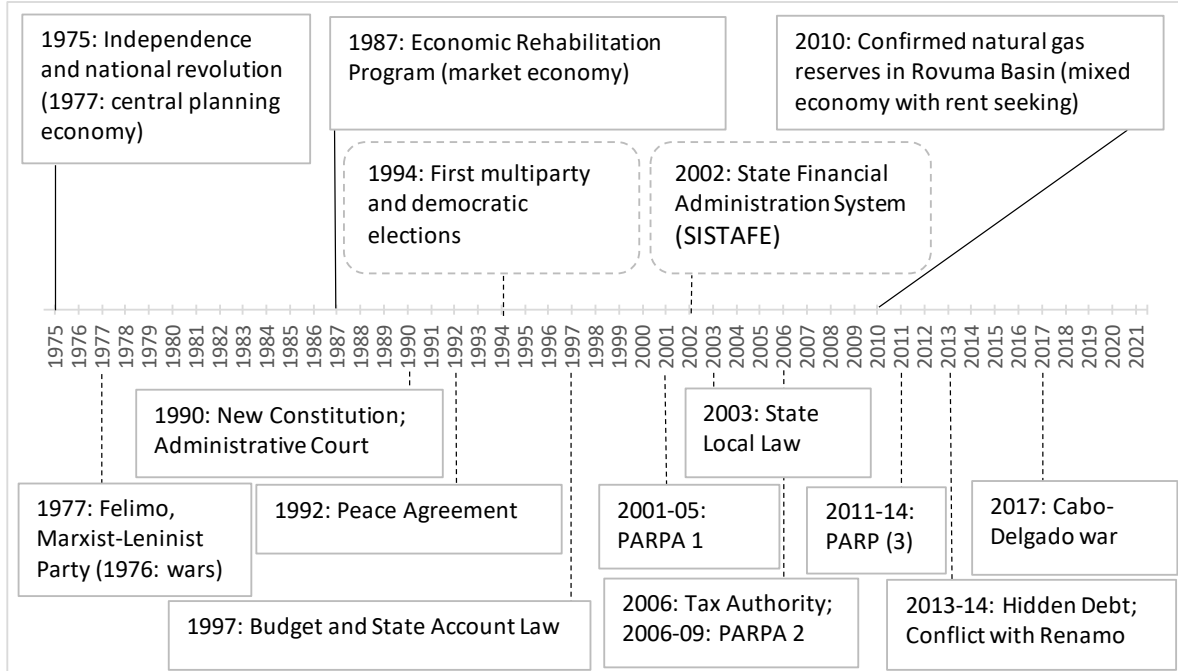 1975: Independence
and national revolution
(1977: central planning
economy)
1987: Economic Rehabilitation
Program (market economy)
2010: Confirmed natural gas
reserves in Rovuma Basin (mixed
economy with rent seeking)
1994: First multiparty
and democratic
elections
2002: State Financial
Administration System
(SISTAFE)
1975
1976
1977
1978
1979
1980
1981
1982
1983
1984
1985
1986
1987
1988
1989
1990
1991
1992
1993
1994
1995
1996
1997
1998
1999
2000
2001
2002
2003
2004
2005
2006
2007
2008
2009
2010
2011
2012
2013
2014
2015
2016
2017
2018
2019
2020
2021
1990: New Constitution;
Administrative Court
2003: State
Local Law
1977: Felimo,
Marxist-Leninist
Party (1976: wars)
1992: Peace Agreement
2001-05:
PARPA 1
2011-14:
PARP (3)
2017: Cabo-
Delgado war
1997: Budget and State Account Law
2006: Tax Authority;
2006-09: PARPA 2
2013-14: Hidden Debt;
Conflict with Renamo